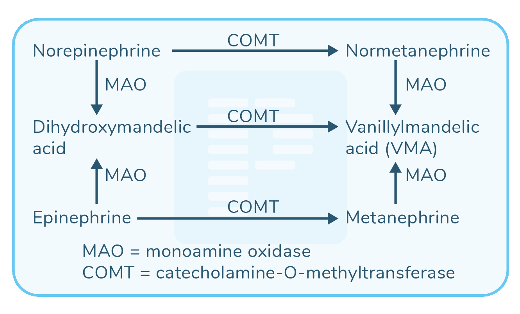 Norepinephrine COMT Normetanephrine
MAO MAO
Dihydroxymandelic COMT Vanillylmandelic
acid acid (VMA)
MAO MAO
Epinephrine COMT Metanephrine
MAO = monoamine oxidase
COMT = catecholamine-O-methyltransferase